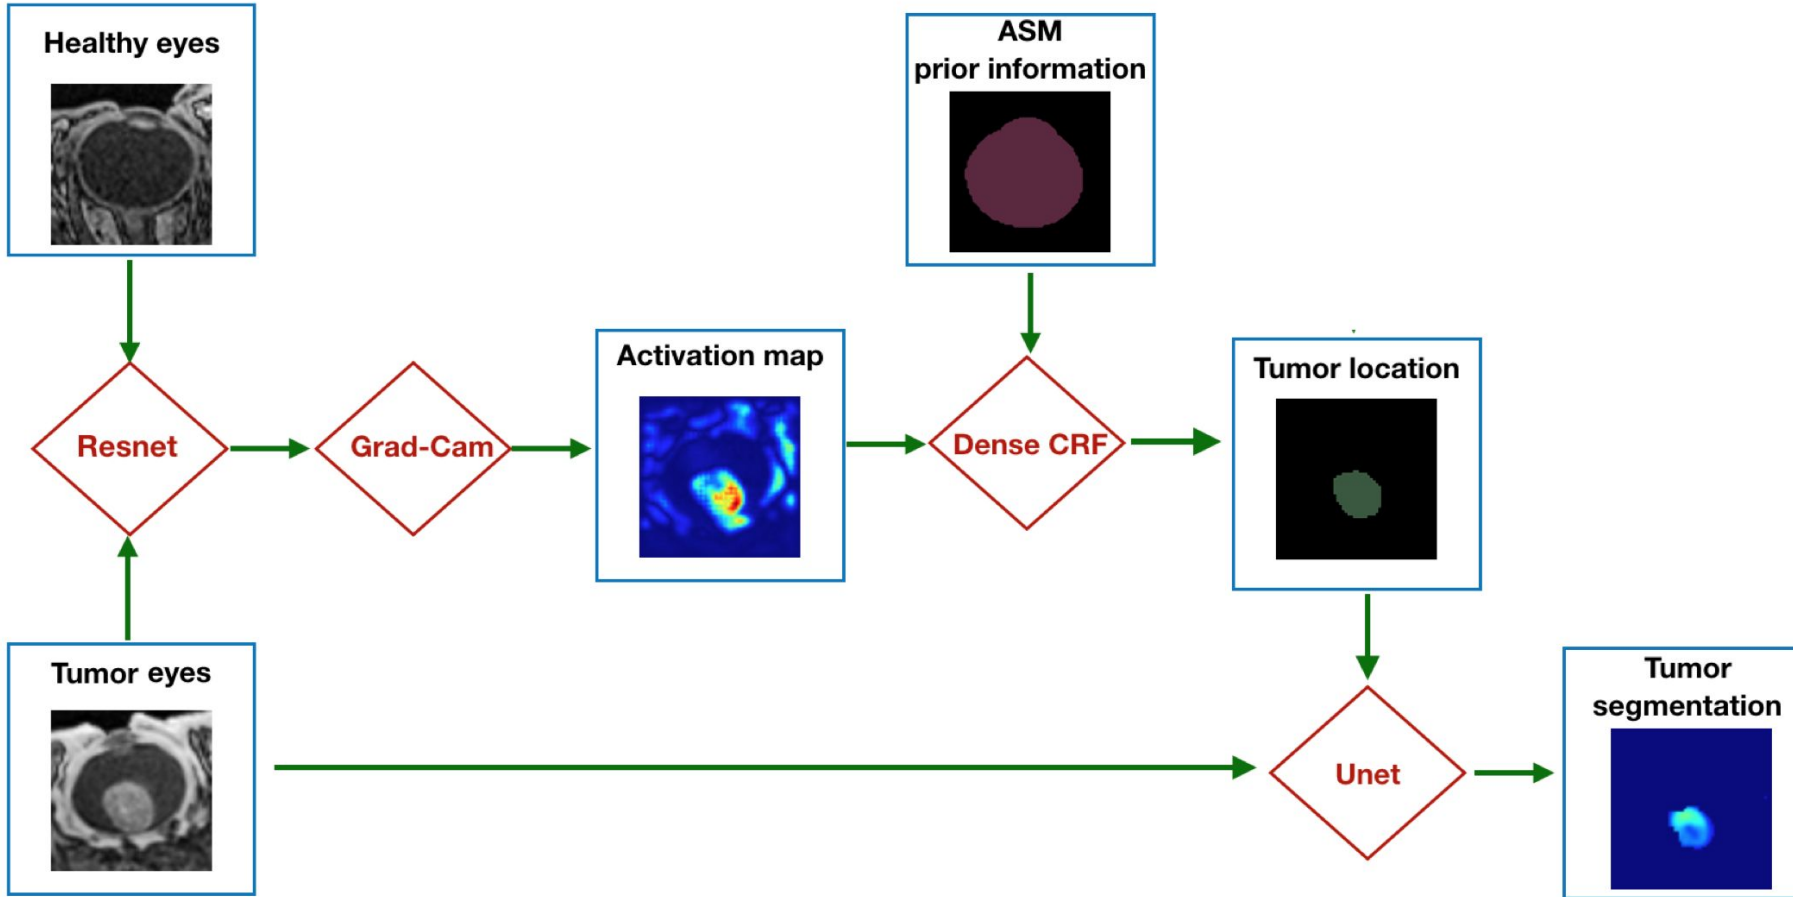 Healthy eyes
ASM
prior information
Activation map
Tumor location
Resnet
Grad-Cam
Dense CRF
Tumor eyes
Tumor
segmentation
Unet